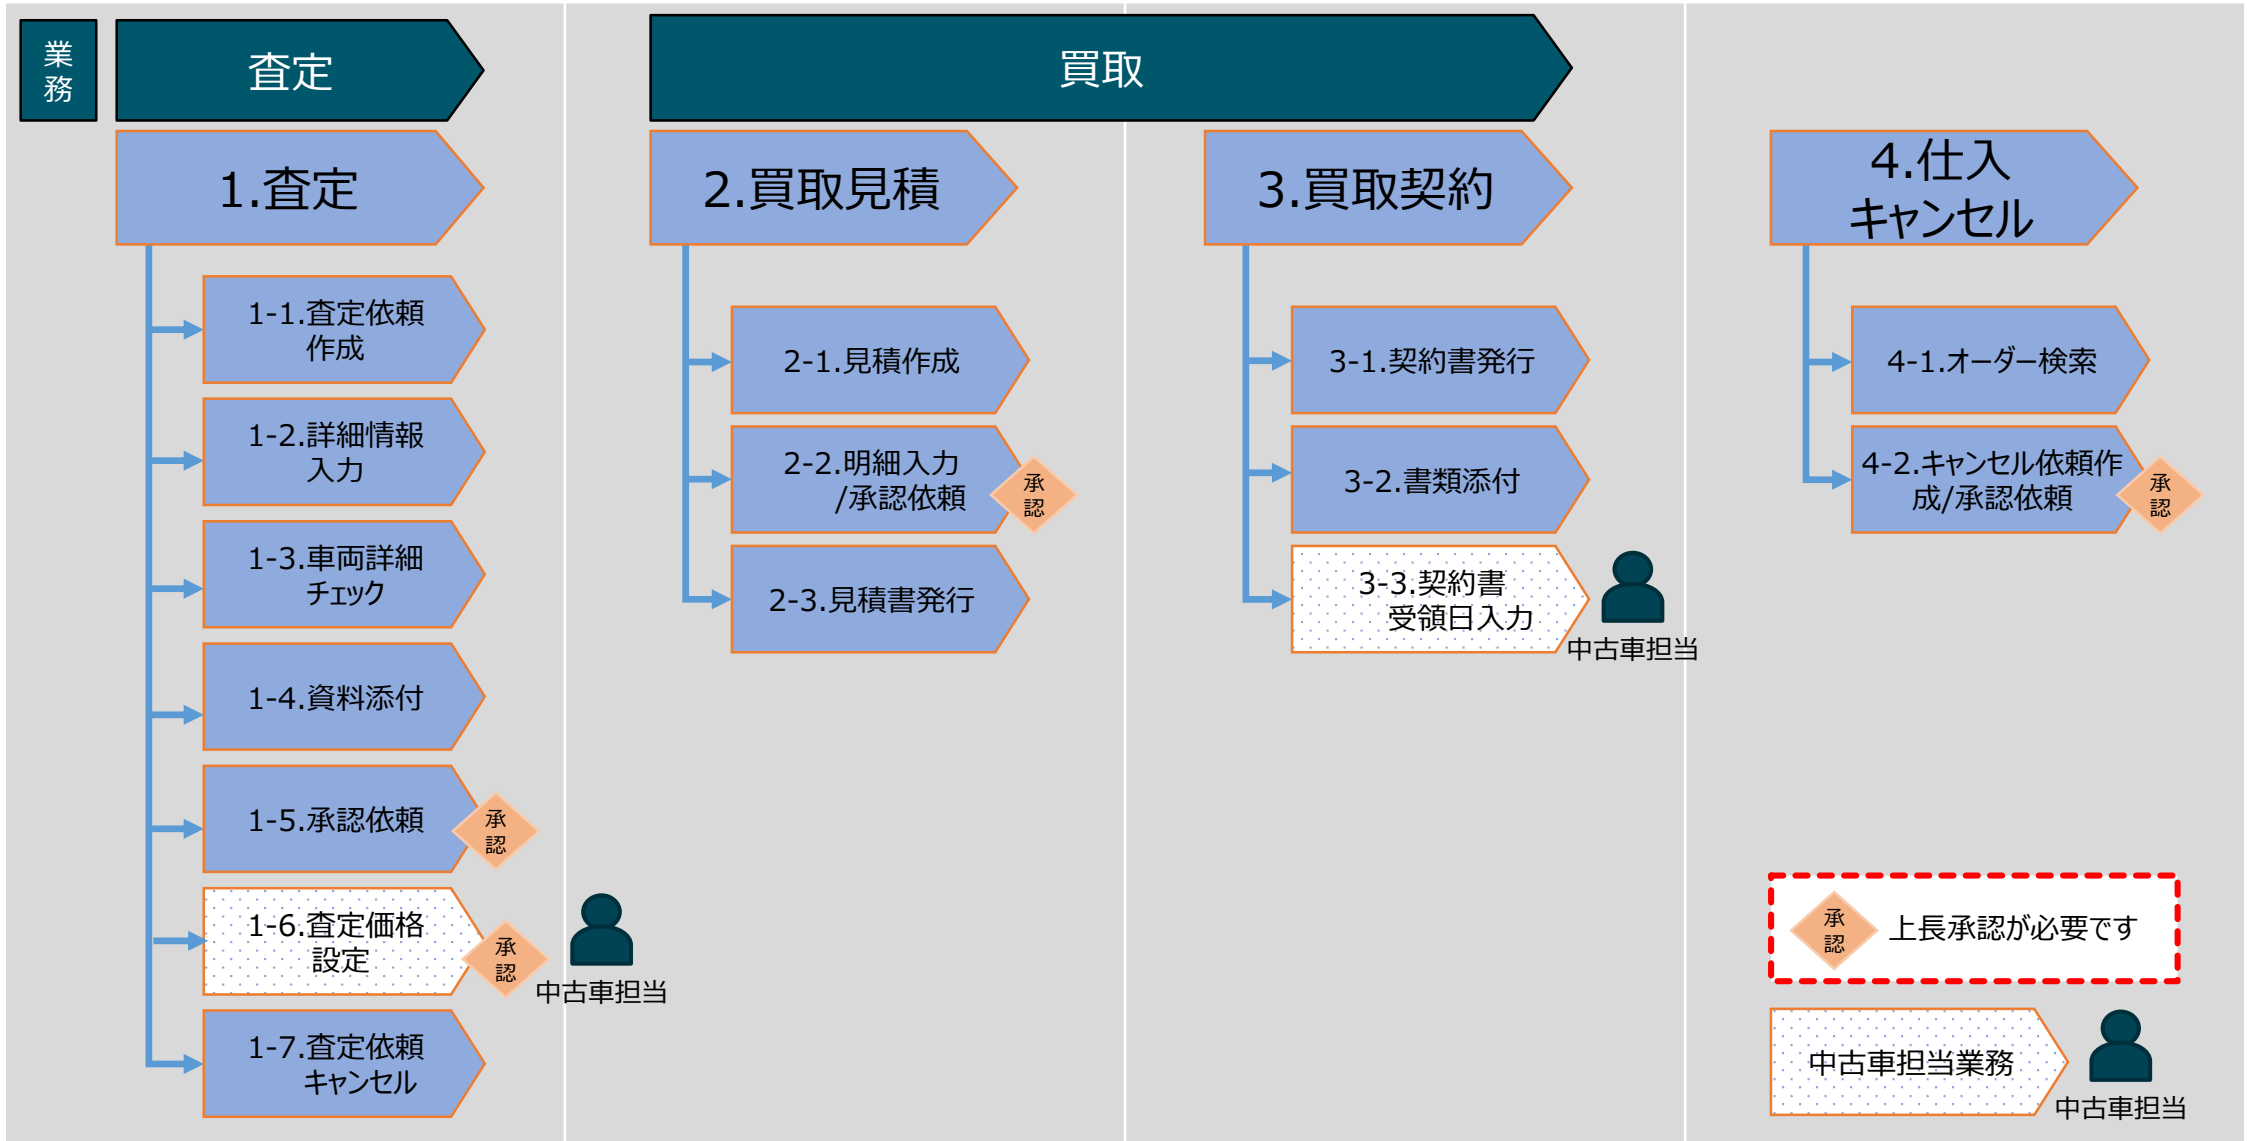 業
務
査定
買取
1.査定
1-1.査定依頼
作成
1-2.詳細情報
入力
1-3.車両詳細
チェック
1-4.資料添付
1-5.承認依頼
承
認
1-6.査定価格
設定
承
認
中古車担当
1-7.査定依頼
キャンセル
2.買取見積
2-1.見積作成
2-2.明細入力
/承認依頼
承
認
2-3.見積書発行
3.買取契約
3-1.契約書発行
3-2.書類添付
3-3.契約書
受領日入力
中古車担当
4.仕入
キャンセル
4-1.オーダー検索
4-2.キャンセル依頼作
成/承認依頼
承
認
承
認
上長承認が必要です
中古車担当業務
中古車担当